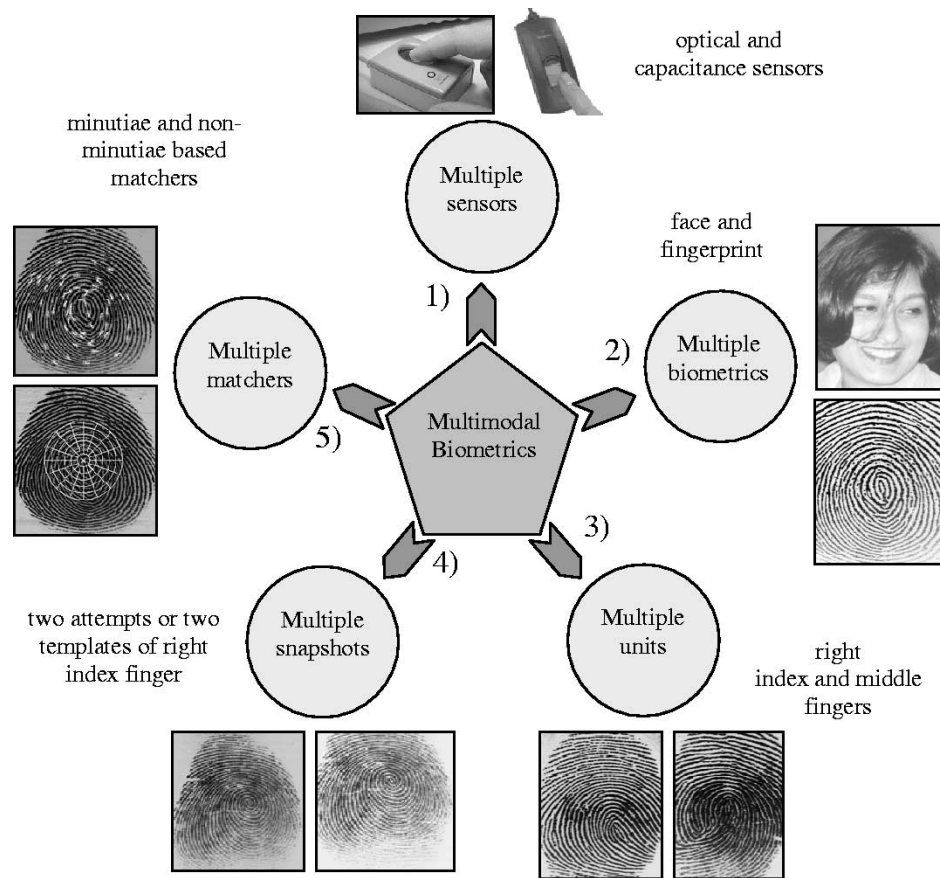 optical and
capacitance sensors
minutiae and non-
minutiae based
matchers
Multiple
sensors
face and
fingerprint
1)
2)
Multiple
biometrics
Multiple
matchers
5)
Multimodal
Biometrics
3)
4)
two attempts or two
templates of right
index finger
Multiple
snapshots
Multiple
units
right
index and middle
fingers